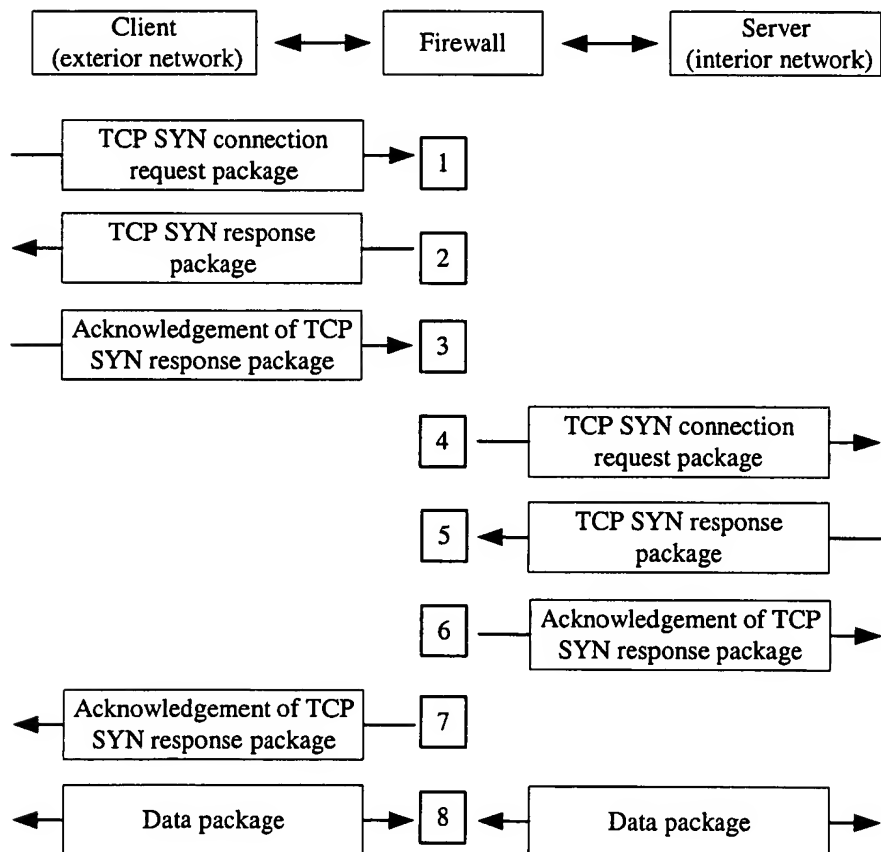 Client
(exterior network)
Firewall
Server
(interior network)
TCP SYN connection
request package
1
TCP SYN response
package
2
Acknowledgement of TCP
SYN response package
3
4
TCP SYN connection
request package
5
TCP SYN response
package
6
Acknowledgement of TCP
SYN response package
Acknowledgement of TCP
SYN response package
7
Data package
8
Data package